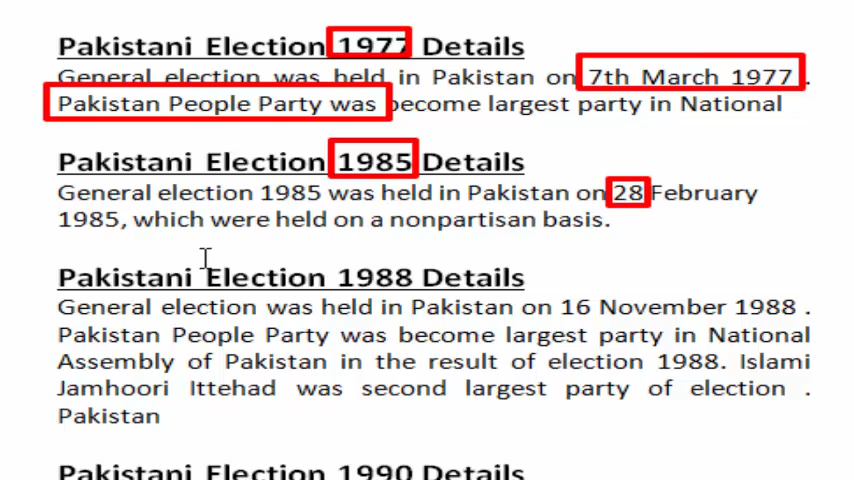 Pakistani Election 1977 Details
General election was held in Pakistan on 7th March 1977 .
Pakistan People Party was become largest party in National
Pakistani Election 1985 Details
General election 1985 was held in Pakistan on 28 February
1985, which were held on a nonpartisan basis.
Pakistani Election 1988 Details
General election was held in Pakistan on 16 November 1988 .
Pakistan People Party was become largest party in National
Assembly of Pakistan in the result of election 1988. Islami
Jamhoori Ittehad was second largest party of election .
Pakistan
Pakistani Election 1990 Details